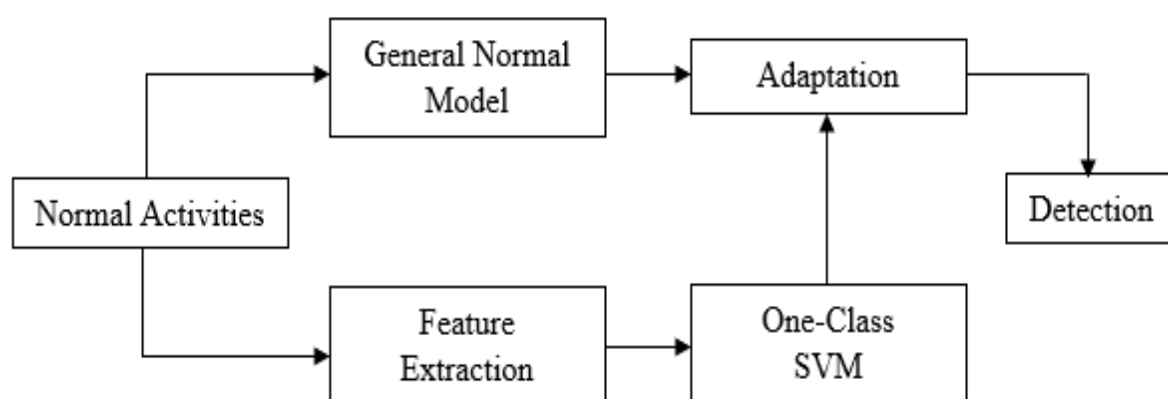 General Normal
Model
Adaptation
Normal Activities
Detection
Feature
Extraction
One-Class
SVM